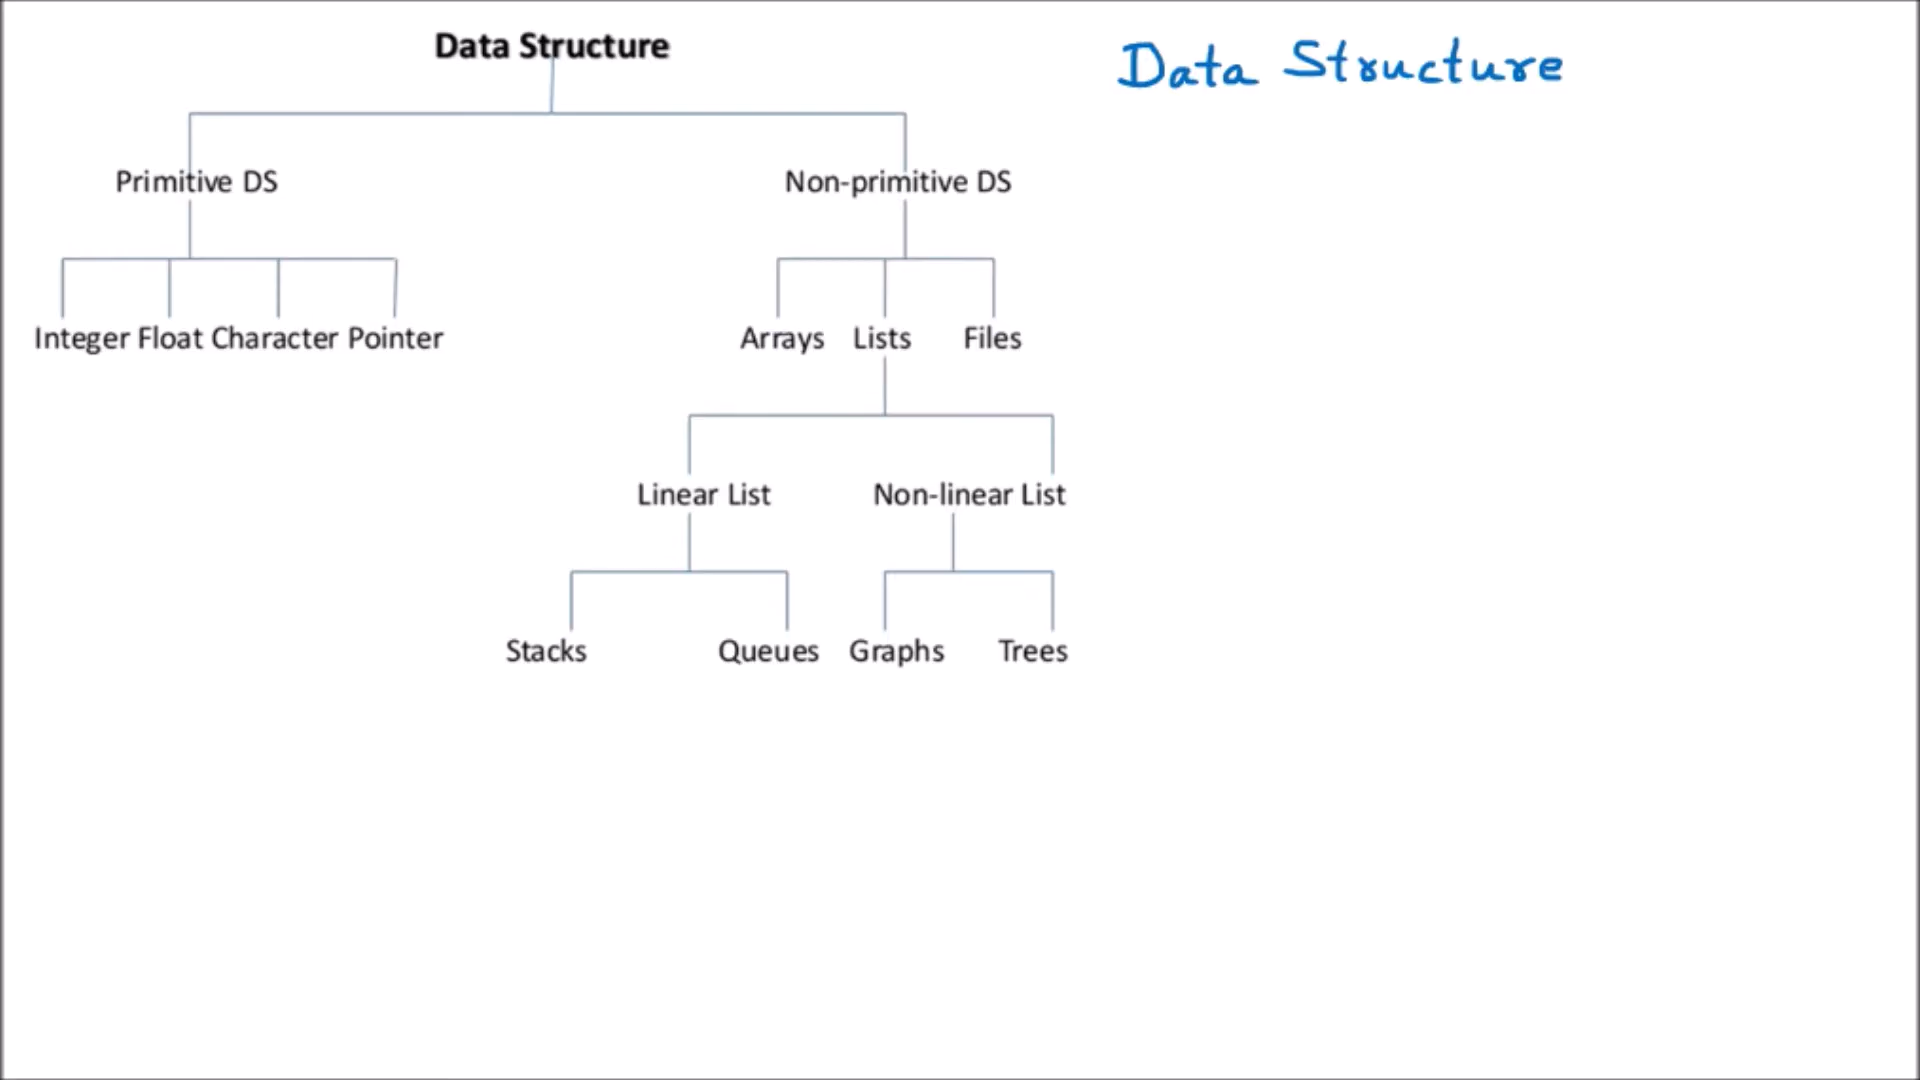 Data Structure
Data Structure
Primitive DS
Non-primitive DS
Integer Float Character Pointer
Arrays Lists Files
Linear List
Non-linear List
Stacks
Queues
Graphs
Trees